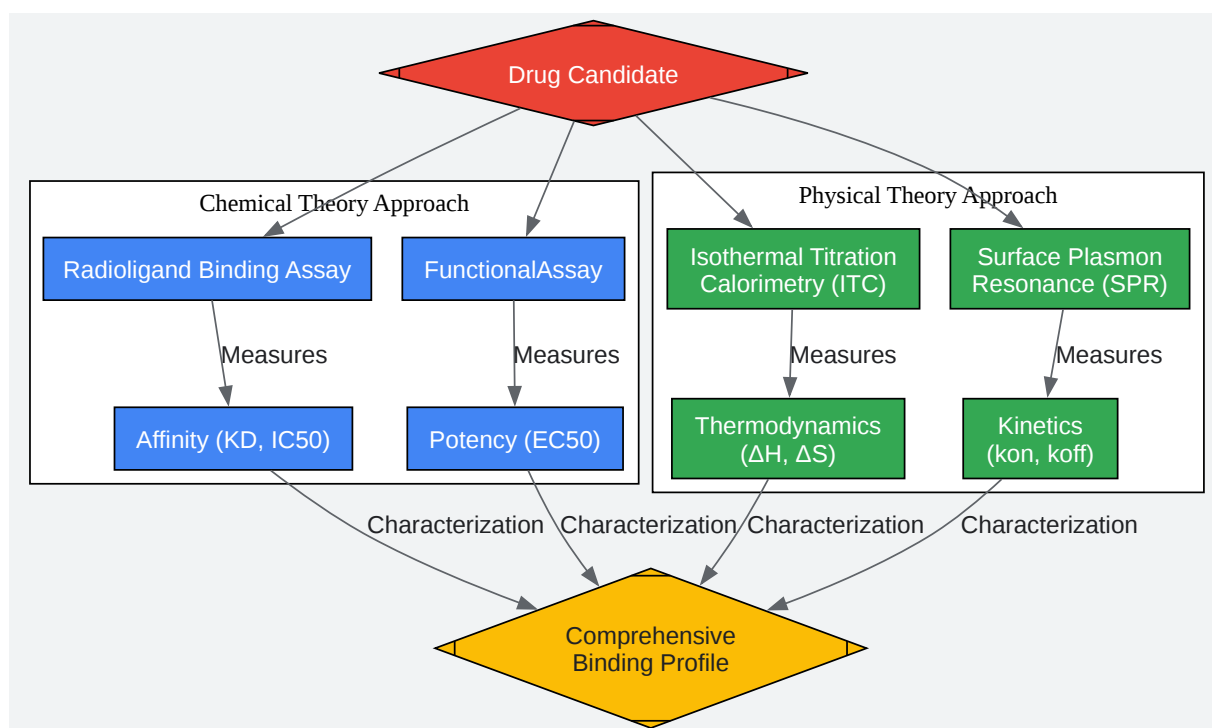 Drug Candidate
Chemical Theory Approach
Physical Theory Approach
Radioligand Binding Assay
FunctionalAssay
Isothermal Titration
Calorimetry (ITC)
Surface Plasmon
Resonance (SPR)
Measures
Measures
Measures
Measures
Affinity (KD, IC50)
Potency (EC50)
Thermodynamics
(ΔH, ΔS)
Kinetics
(kon, koff)
Characterization
Characterization
Characterization
Characterization
Comprehensive
Binding Profile